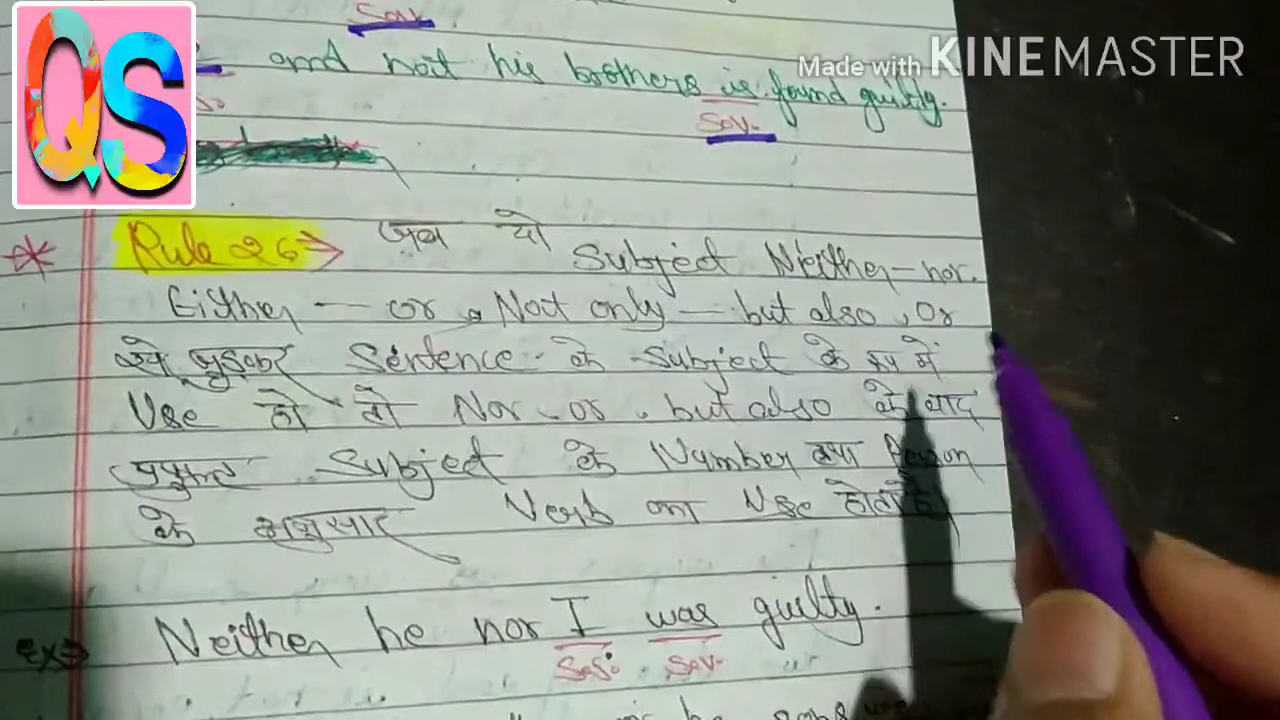 Sov.
QS
Made with KINEMASTER
and not his brothers is found guilty.
Sov.
Rule 26→ जब दो Subject Neither–nor.
Either — or, Not only — but also, Or
से जुड़कर Sentence के Subject के रूप में
Use हो तो Nor, or, but also के बाद
प्रयुक्त Subject के Number तथा Person
के अनुसार Verb का Use होता है।
Ex⇒ Neither he nor I was guilty.
Sov. Sov.